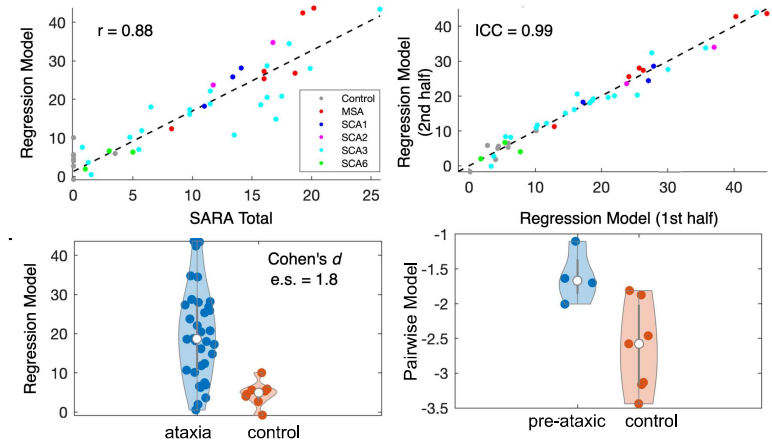 r = 0.88
Regression Model
40
30
20
10
0
Control
MSA
SCA1
SCA2
SCA3
SCA6
0 5 10 15 20 25
SARA Total
ICC = 0.99
Regression Model
(2nd half)
40
30
20
10
0
0 10 20 30 40
Regression Model (1st half)
Cohen's d
e.s. = 1.8
Regression Model
40
30
20
10
0
ataxia control
Pairwise Model
-1
-1.5
-2
-2.5
-3
-3.5
pre-ataxic control